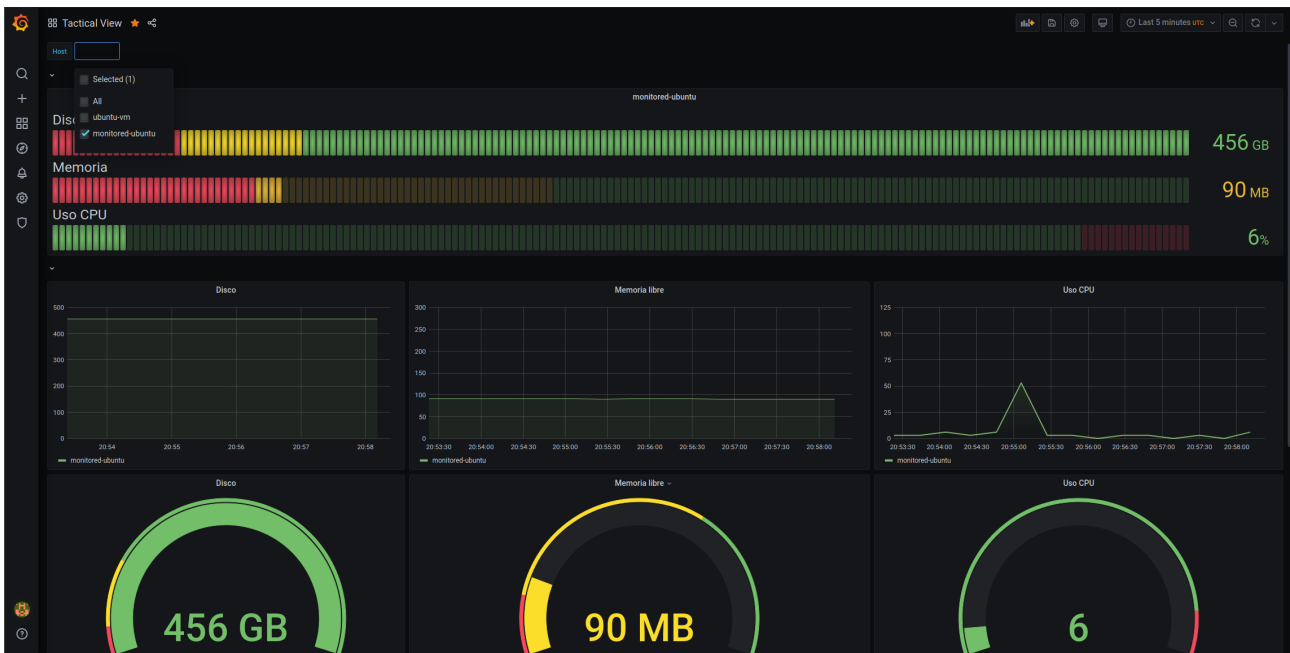 Tactical View
Last 5 minutes UTC
Host
Selected (1)
All
ubuntu-vm
monitored-ubuntu
monitored-ubuntu
456 GB
Memoria
90 MB
Uso CPU
6%
Disco
500
400
300
200
100
0
20:54 20:55 20:56 20:57 20:58
monitored-ubuntu
Memoria libre
300
250
200
150
100
50
0
20:53:30 20:54:00 20:54:30 20:55:00 20:55:30 20:56:00 20:56:30 20:57:00 20:57:30 20:58:00
monitored-ubuntu
Uso CPU
125
100
75
50
25
0
20:53:30 20:54:00 20:54:30 20:55:00 20:55:30 20:56:00 20:56:30 20:57:00 20:57:30 20:58:00
monitored-ubuntu
Disco
456 GB
Memoria libre
90 MB
Uso CPU
6